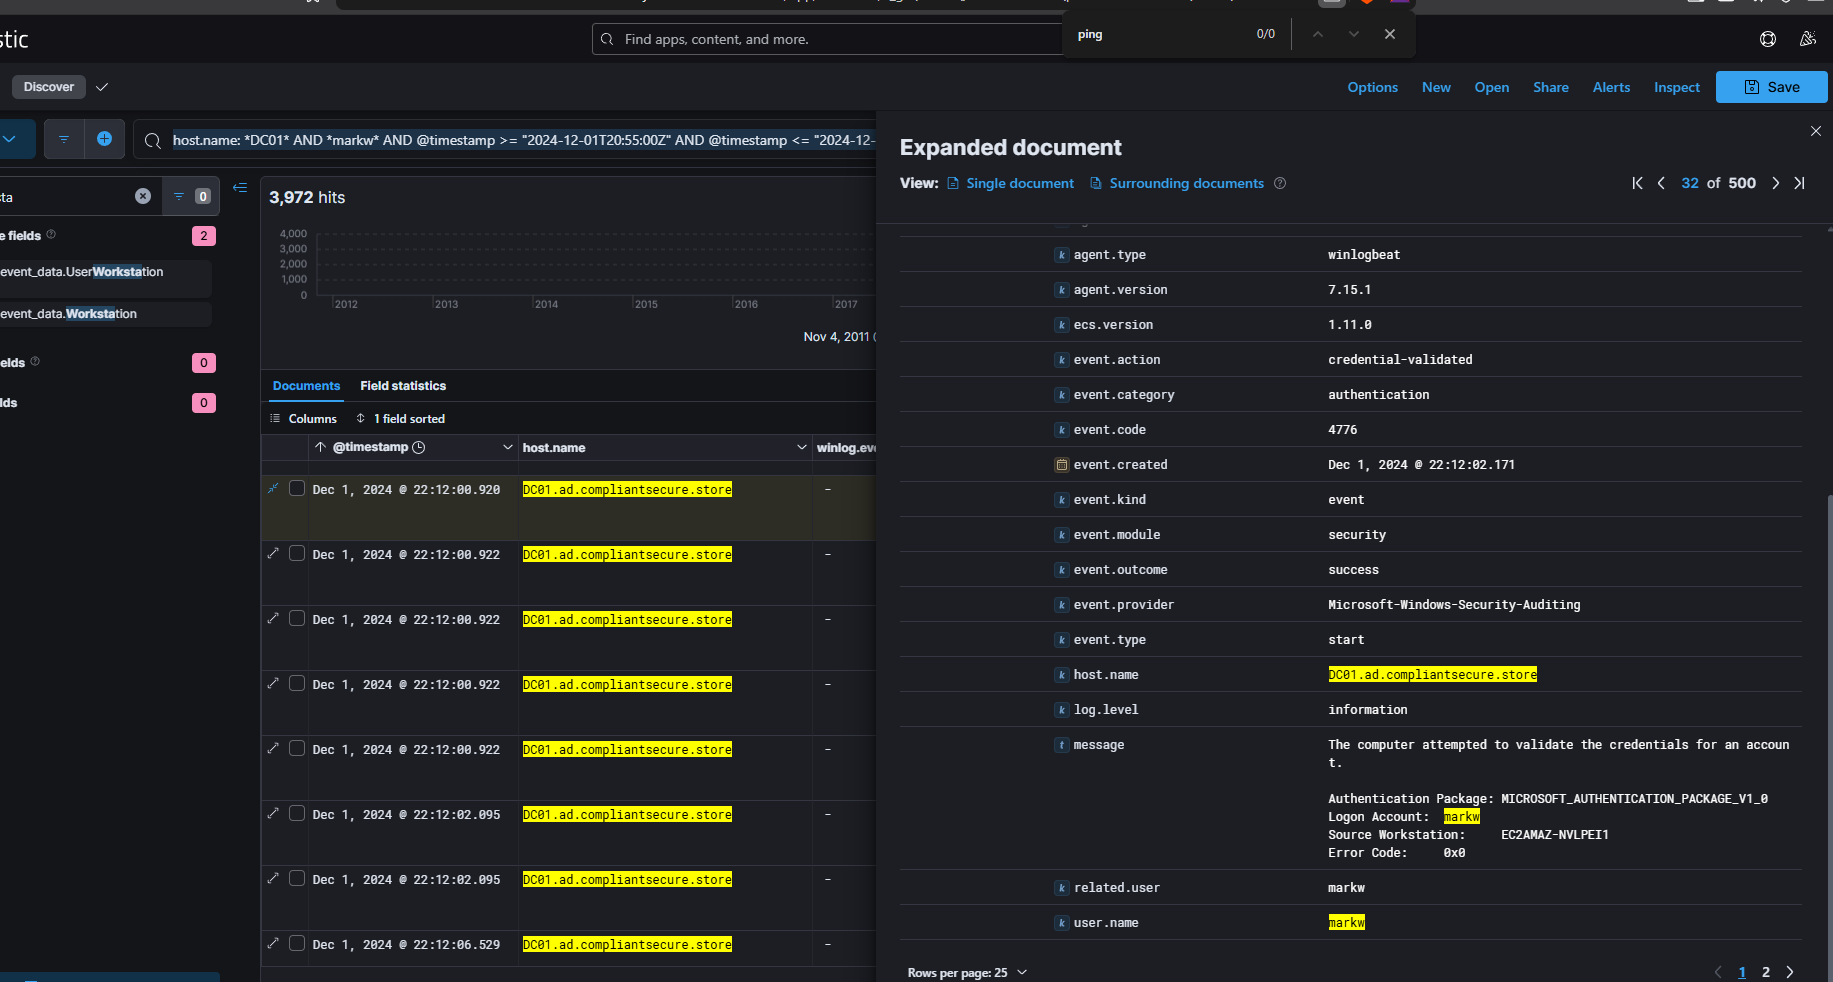 ping
0/0
stic
Find apps, content, and more.
Discover
Options
New
Open
Share
Alerts
Inspect
Save
host.name: *DC01* AND *markw* AND @timestamp >= "2024-12-01T20:55:00Z" AND @timestamp <= "2024-12-
ta
0
e fields
2
event_data.UserWorkstation
event_data.Workstation
elds
0
lds
0
3,972 hits
4,000
3,000
2,000
1,000
0
2012
2013
2014
2015
2016
2017
Nov 4, 2011
Documents
Field statistics
Columns
1 field sorted
@timestamp
host.name
winlog.eve
Dec 1, 2024 @ 22:12:00.920
DC01.ad.compliantsecure.store
-
Dec 1, 2024 @ 22:12:00.922
DC01.ad.compliantsecure.store
-
Dec 1, 2024 @ 22:12:00.922
DC01.ad.compliantsecure.store
-
Dec 1, 2024 @ 22:12:00.922
DC01.ad.compliantsecure.store
-
Dec 1, 2024 @ 22:12:00.922
DC01.ad.compliantsecure.store
-
Dec 1, 2024 @ 22:12:02.095
DC01.ad.compliantsecure.store
-
Dec 1, 2024 @ 22:12:02.095
DC01.ad.compliantsecure.store
-
Dec 1, 2024 @ 22:12:06.529
DC01.ad.compliantsecure.store
-
Expanded document
View:
Single document
Surrounding documents
32 of 500
k agent.type
winlogbeat
k agent.version
7.15.1
k ecs.version
1.11.0
k event.action
credential-validated
k event.category
authentication
k event.code
4776
event.created
Dec 1, 2024 @ 22:12:02.171
k event.kind
event
k event.module
security
k event.outcome
success
k event.provider
Microsoft-Windows-Security-Auditing
k event.type
start
k host.name
DC01.ad.compliantsecure.store
k log.level
information
t message
The computer attempted to validate the credentials for an accoun
t.
Authentication Package: MICROSOFT_AUTHENTICATION_PACKAGE_V1_0
Logon Account: markw
Source Workstation: EC2AMAZ-NVLPEI1
Error Code: 0x0
k related.user
markw
k user.name
markw
Rows per page: 25
1
2